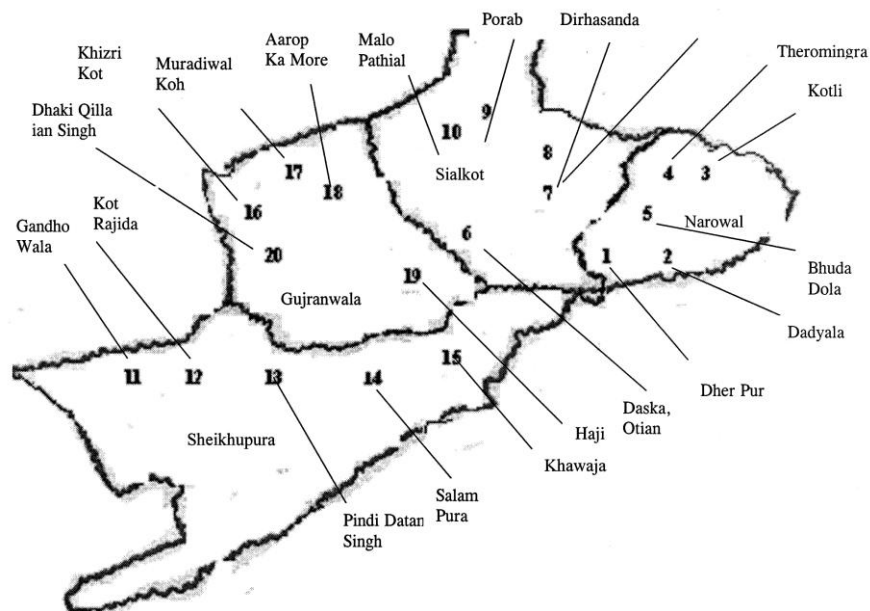 Porab
Dirhasanda
Khizri
Kot
Muradiwal
Koh
Aarop
Ka More
Malo
Pathial
Theromingra
Kotli
Dhaki Qilla
ian Singh
9
10
8
17
18
Sialkot
4
3
7
16
Gandho
Wala
Kot
Rajida
6
5
Narowal
20
19
1
2
Bhuda
Dola
Gujranwala
Dadyala
11
12
13
14
15
Dher Pur
Daska,
Otian
Sheikhupura
Haji
Khawaja
Salam
Pura
Pindi Datan
Singh